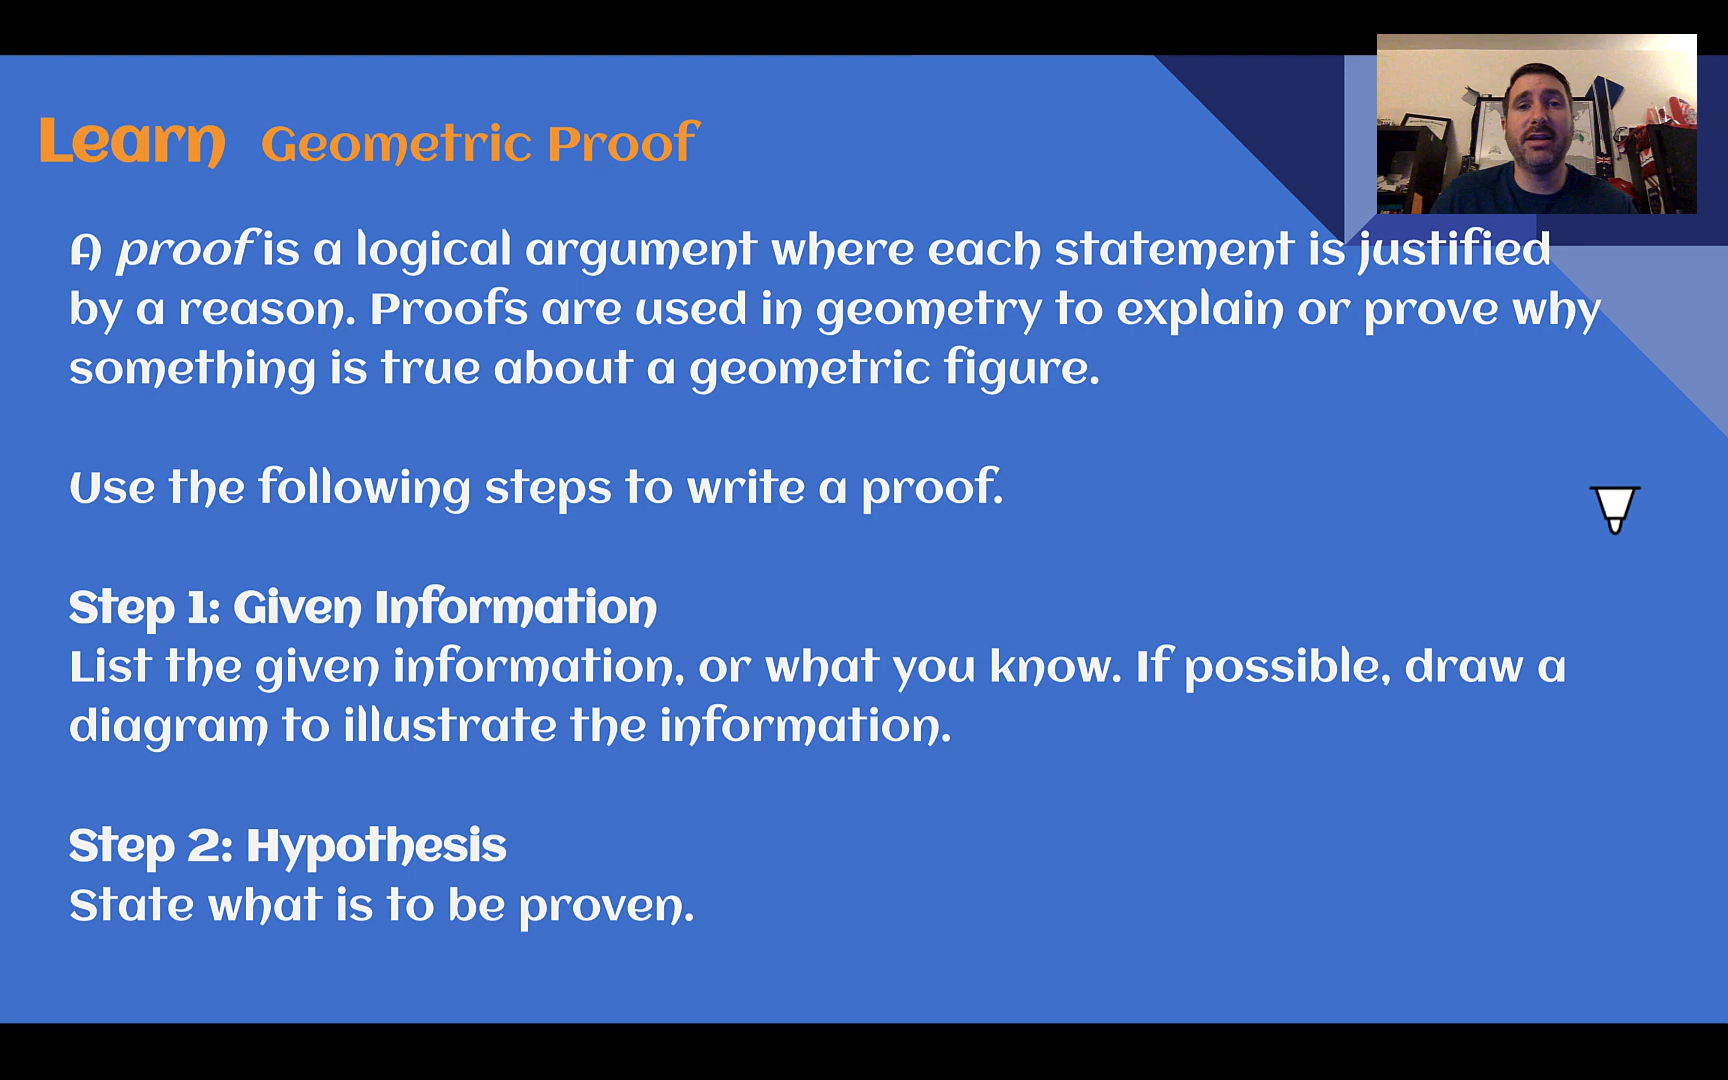 Learn Geometric Proof
A proof is a logical argument where each statement is justified
by a reason. Proofs are used in geometry to explain or prove why
something is true about a geometric figure.
Use the following steps to write a proof.
Step 1: Given Information
List the given information, or what you know. If possible, draw a
diagram to illustrate the information.
Step 2: Hypothesis
State what is to be proven.